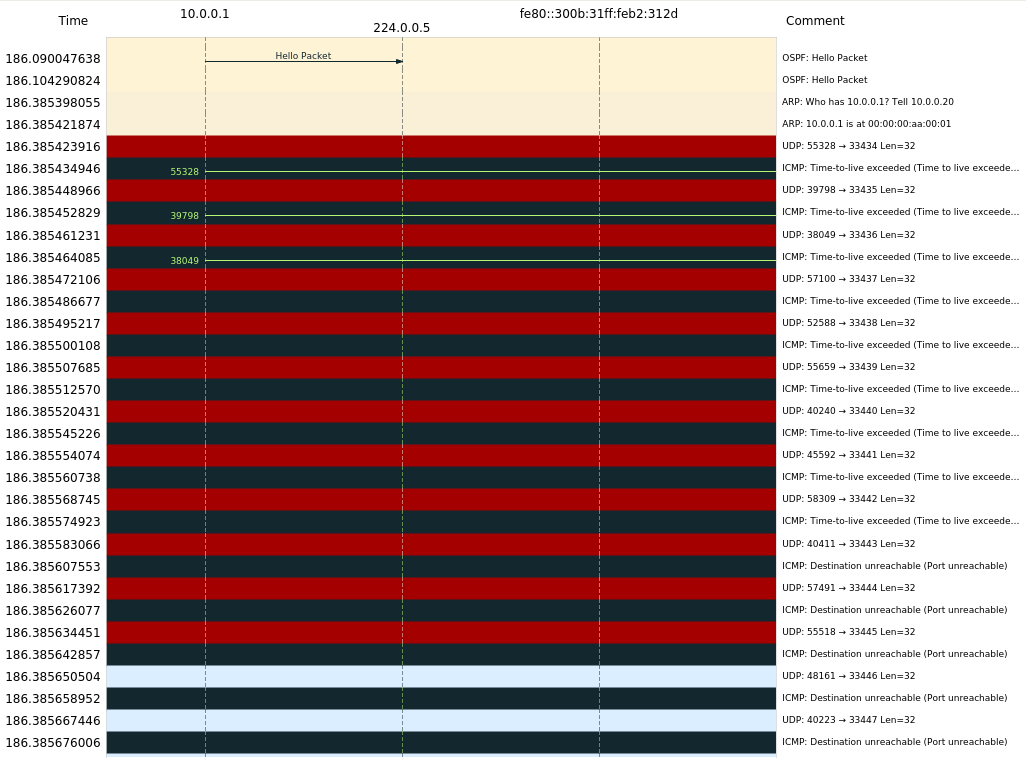 Time 10.0.0.1 224.0.0.5 fe80::300b:31ff:feb2:312d Comment
186.090047638 Hello Packet OSPF: Hello Packet
186.104290824 OSPF: Hello Packet
186.385398055 ARP: Who has 10.0.0.1? Tell 10.0.0.20
186.385421874 ARP: 10.0.0.1 is at 00:00:00:aa:00:01
186.385423916 UDP: 55328 → 33434 Len=32
186.385434946 55328 ICMP: Time-to-live exceeded (Time to live exceede...
186.385448966 UDP: 39798 → 33435 Len=32
186.385452829 39798 ICMP: Time-to-live exceeded (Time to live exceede...
186.385461231 UDP: 38049 → 33436 Len=32
186.385464085 38049 ICMP: Time-to-live exceeded (Time to live exceede...
186.385472106 UDP: 57100 → 33437 Len=32
186.385486677 ICMP: Time-to-live exceeded (Time to live exceede...
186.385495217 UDP: 52588 → 33438 Len=32
186.385500108 ICMP: Time-to-live exceeded (Time to live exceede...
186.385507685 UDP: 55659 → 33439 Len=32
186.385512570 ICMP: Time-to-live exceeded (Time to live exceede...
186.385520431 UDP: 40240 → 33440 Len=32
186.385545226 ICMP: Time-to-live exceeded (Time to live exceede...
186.385554074 UDP: 45592 → 33441 Len=32
186.385560738 ICMP: Time-to-live exceeded (Time to live exceede...
186.385568745 UDP: 58309 → 33442 Len=32
186.385574923 ICMP: Time-to-live exceeded (Time to live exceede...
186.385583066 UDP: 40411 → 33443 Len=32
186.385607553 ICMP: Destination unreachable (Port unreachable)
186.385617392 UDP: 57491 → 33444 Len=32
186.385626077 ICMP: Destination unreachable (Port unreachable)
186.385634451 UDP: 55518 → 33445 Len=32
186.385642857 ICMP: Destination unreachable (Port unreachable)
186.385650504 UDP: 48161 → 33446 Len=32
186.385658952 ICMP: Destination unreachable (Port unreachable)
186.385667446 UDP: 40223 → 33447 Len=32
186.385676006 ICMP: Destination unreachable (Port unreachable)